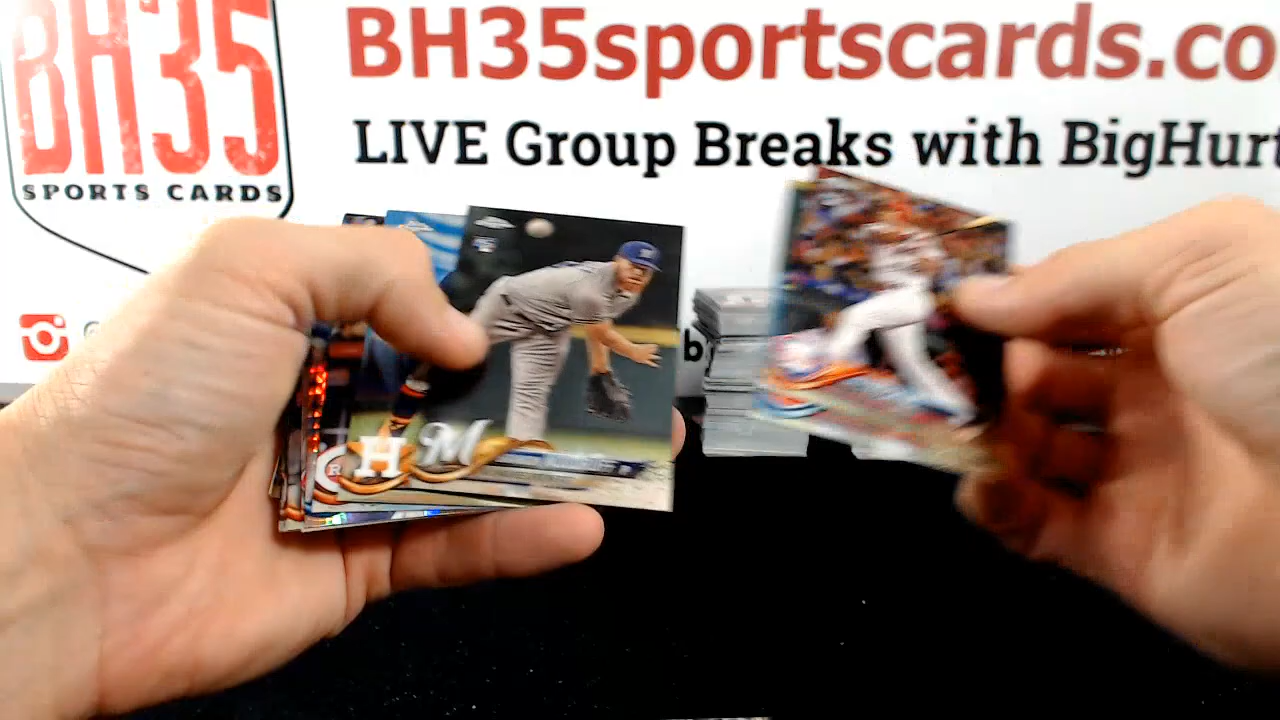 BH35
SPORTS CARDS
BH35sportscards.co
LIVE Group Breaks with BigHurt
b
H
M
R